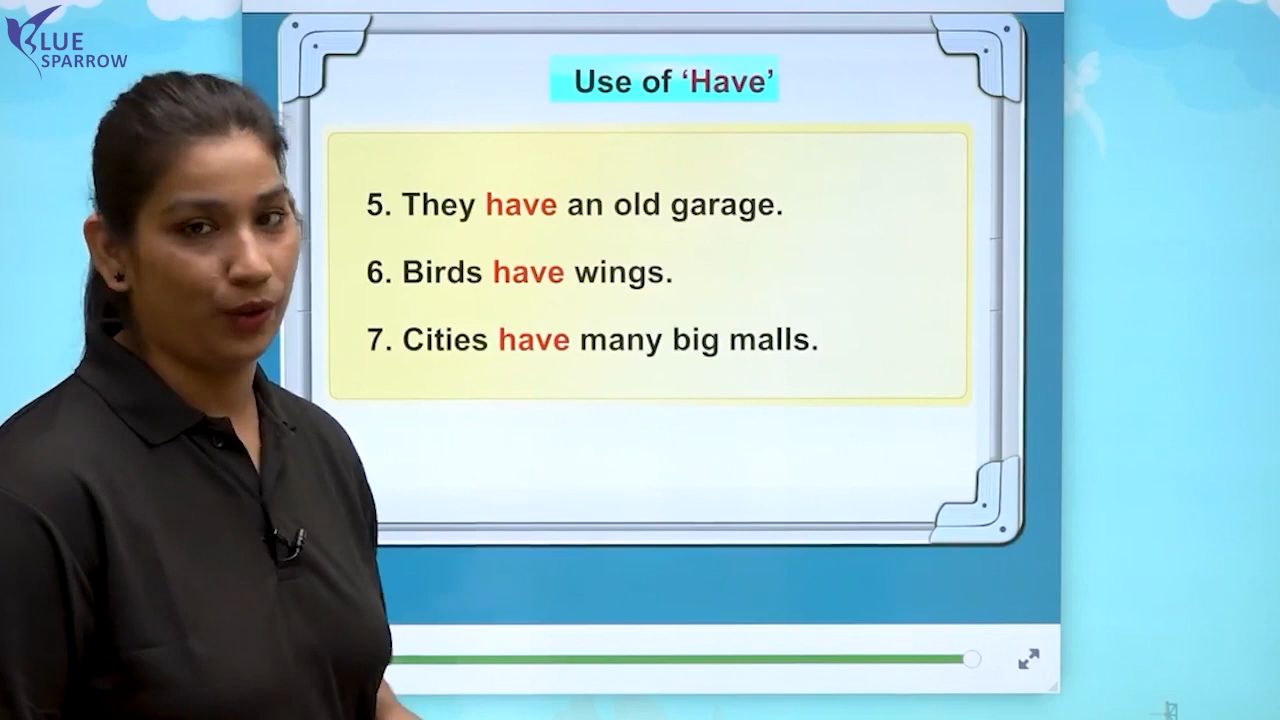 BLUE
SPARROW
Use of ‘Have’
5. They have an old garage.
6. Birds have wings.
7. Cities have many big malls.